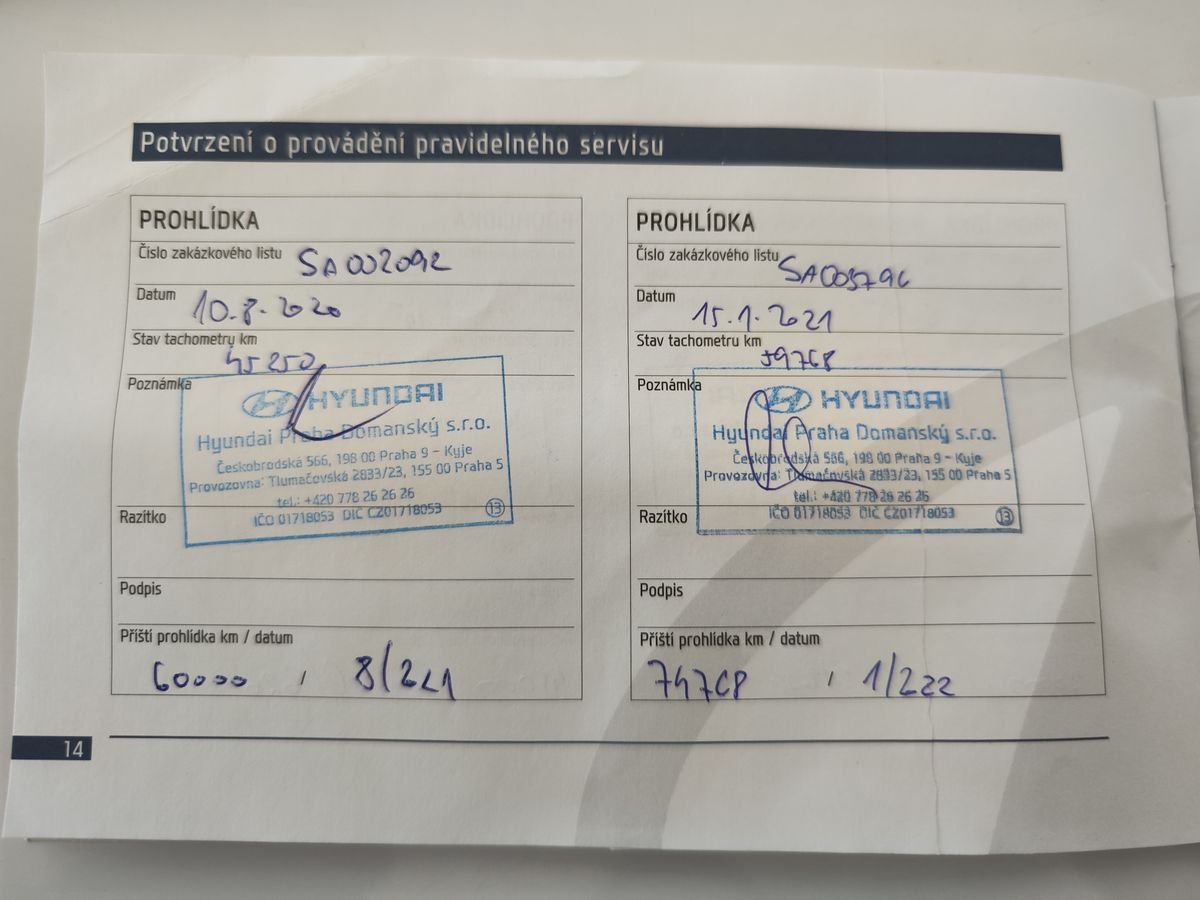 Potvrzení o provádění pravidelného servisu
PROHLÍDKA
Číslo zakázkového listu SA002092
Datum 10.8.2020
Stav tachometru km 45250
Poznámka
HYUNDAI
Hyundai Praha Domanský s.r.o.
Českobrodská 566, 198 00 Praha 9 - Kyje
Provozovna: Tlumačovská 2833/23, 155 00 Praha 5
tel.: +420 778 26 26 26
IČO 01718053 DIČ CZ01718053
13
Razítko
Podpis
Příští prohlídka km / datum
60000 / 8/221
PROHLÍDKA
Číslo zakázkového listu
Datum 15.1.2021
Stav tachometru km 59768
Poznámka
HYUNDAI
Hyundai Praha Domanský s.r.o.
Českobrodská 566, 198 00 Praha 9 - Kyje
Provozovna: Tlumačovská 2833/23, 155 00 Praha 5
tel.: +420 778 26 26 26
IČO 01718053 DIČ CZ01718053
13
Razítko
Podpis
Příští prohlídka km / datum
74768 / 1/222
14